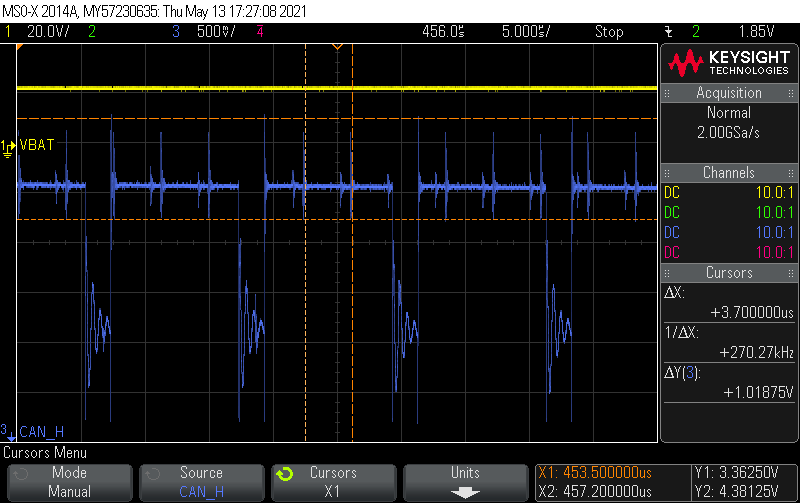 MSO-X 2014A, MY57230635: Thu May 13 17:27:08 2021
1 20.0V/ 2 3 500mV/ 4 456.0us 5.000us/ Stop 2 1.85V
KEYSIGHT
TECHNOLOGIES
Acquisition
Normal
2.00GSa/s
Channels
DC 10.0:1
DC 10.0:1
DC 10.0:1
DC 10.0:1
Cursors
ΔX:
+3.700000us
1/ΔX:
+270.27kHz
ΔY(3):
+1.01875V
1 VBAT
3 CAN_H
Cursors Menu
Mode
Manual
Source
CAN_H
Cursors
X1
Units
X1: 453.500000us
X2: 457.200000us
Y1: 3.36250V
Y2: 4.38125V